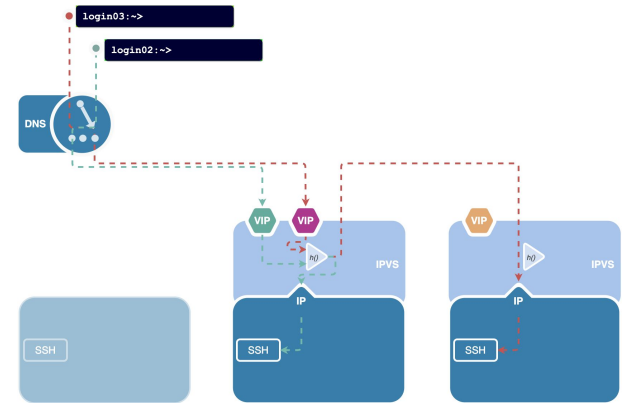 login03:~>
login02:~>
DNS
VIP
VIP
VIP
h()
IPVS
h()
IPVS
IP
IP
SSH
SSH
SSH